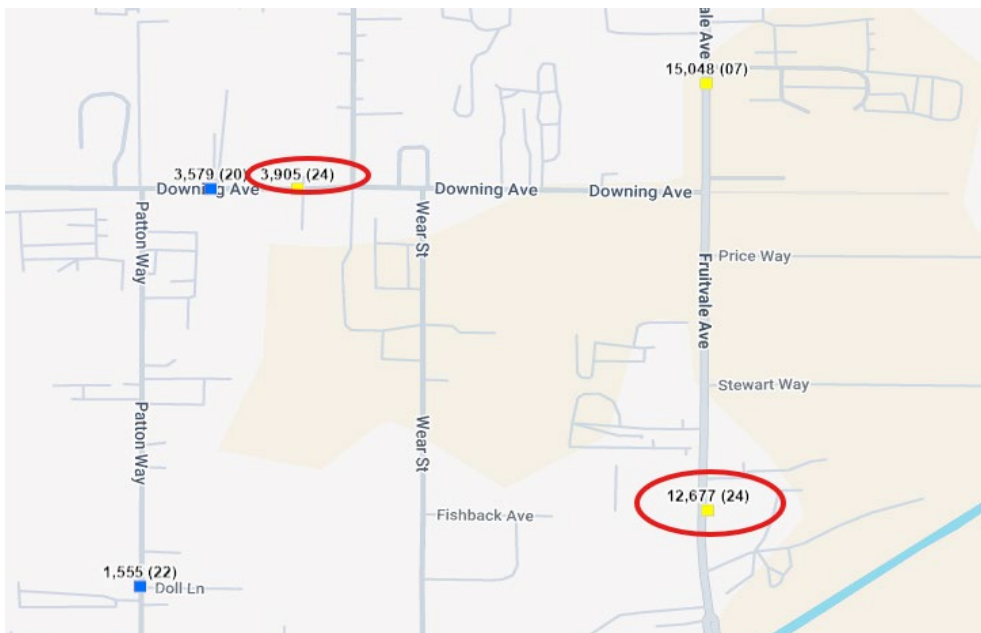 ale Ave
15,048 (07)
3,579 (20)
3,905 (24)
Downing Ave
Downing Ave
Downing Ave
Patton Way
Wear St
Fruitvale Ave
Price Way
Stewart Way
Patton Way
Wear St
12,677 (24)
Fishback Ave
1,555 (22)
Doll Ln